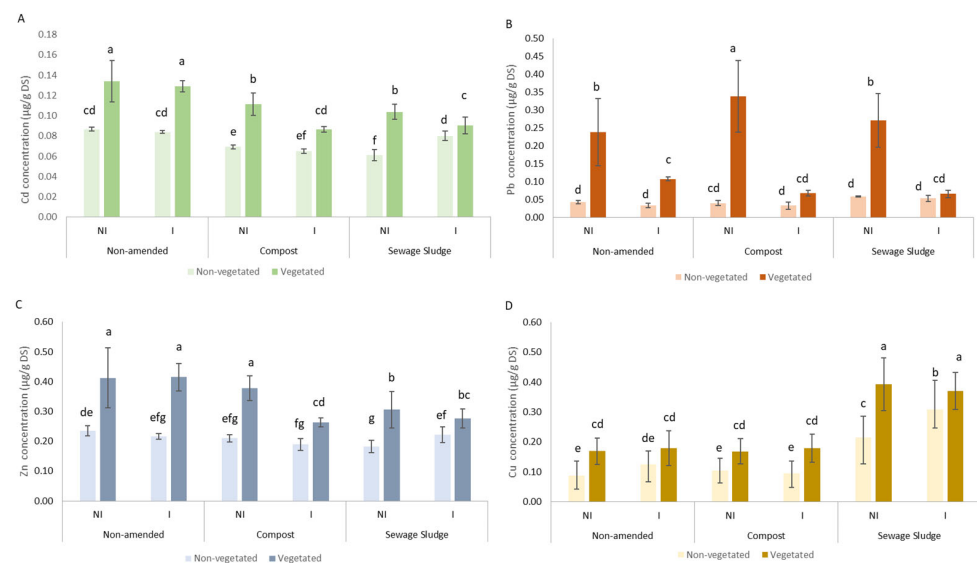 A
Cd concentration (µg/g DS)
0.18
0.16
0.14
0.12
0.10
0.08
0.06
0.04
0.02
0.00
cd a cd a e b ef cd f b d c
NI I NI I NI I
Non-amended Compost Sewage Sludge
Non-vegetated Vegetated
B
Pb concentration (µg/g DS)
0.50
0.45
0.40
0.35
0.30
0.25
0.20
0.15
0.10
0.05
0.00
d b d c cd a d cd d b d cd
NI I NI I NI I
Non-amended Compost Sewage Sludge
Non-vegetated Vegetated
C
Zn concentration (µg/g DS)
0.60
0.50
0.40
0.30
0.20
0.10
0.00
de a efg a efg a fg cd g b ef bc
NI I NI I NI I
Non-amended Compost Sewage Sludge
Non-vegetated Vegetated
D
Cu concentration (µg/g DS)
0.60
0.50
0.40
0.30
0.20
0.10
0.00
e cd de cd e cd e cd c a b a
NI I NI I NI I
Non-amended Compost Sewage Sludge
Non-vegetated Vegetated